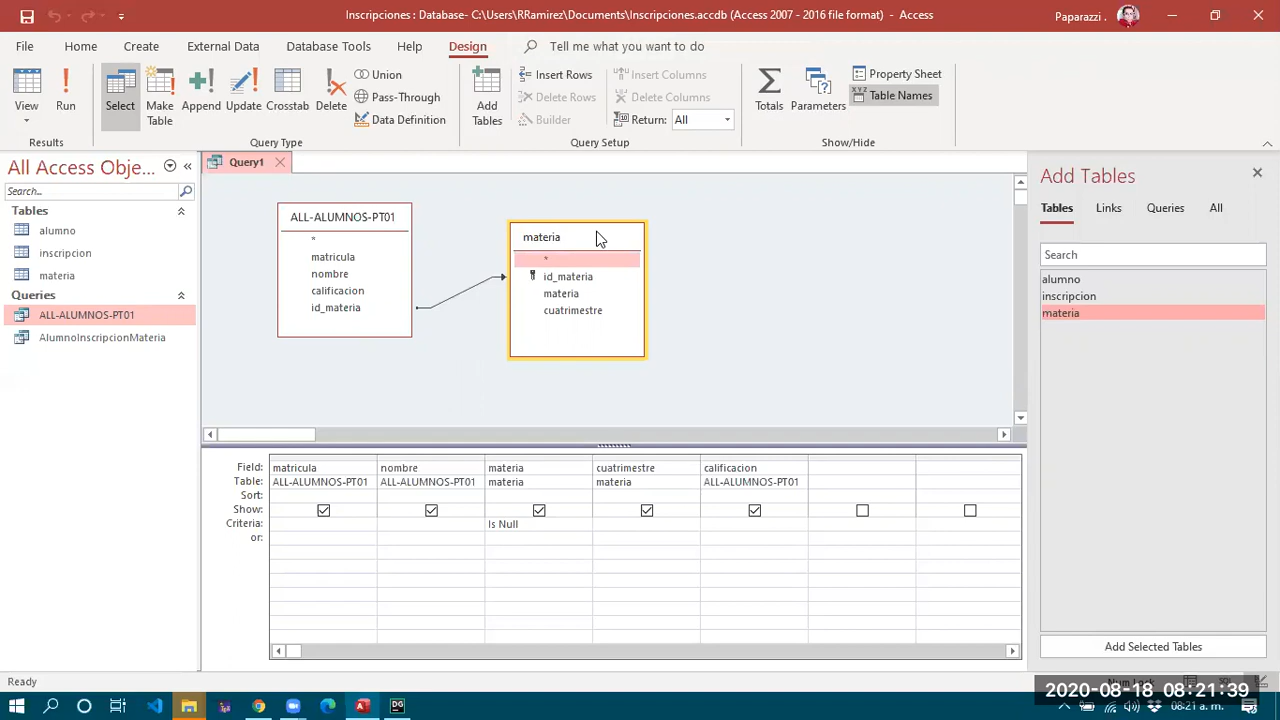 Inscripciones : Database- C:\Users\RRamirez\Documents\Inscripciones.accdb (Access 2007 - 2016 file format) - Access
Paparazzi .
File
Home
Create
External Data
Database Tools
Help
Design
Tell me what you want to do
View
Run
Select
Make Table
Append
Update
Crosstab
Delete
Union
Pass-Through
Data Definition
Add Tables
Insert Rows
Delete Rows
Builder
Insert Columns
Delete Columns
Return: All
Totals
Parameters
Property Sheet
XYZ Table Names
Results
Query Type
Query Setup
Show/Hide
All Access Obje...
Search...
Tables
alumno
inscripcion
materia
Queries
ALL-ALUMNOS-PT01
AlumnoInscripcionMateria
Query1
ALL-ALUMNOS-PT01
*
matricula
nombre
calificacion
id_materia
materia
*
id_materia
materia
cuatrimestre
Field: matricula nombre materia cuatrimestre calificacion
Table: ALL-ALUMNOS-PT01 ALL-ALUMNOS-PT01 materia materia ALL-ALUMNOS-PT01
Sort:
Show:
Criteria: Is Null
or:
Add Tables
Tables Links Queries All
Search
alumno
inscripcion
materia
Add Selected Tables
Ready
Num Lock
SQL
2020-08-18 08:21:39
DG
08:21 a. m.